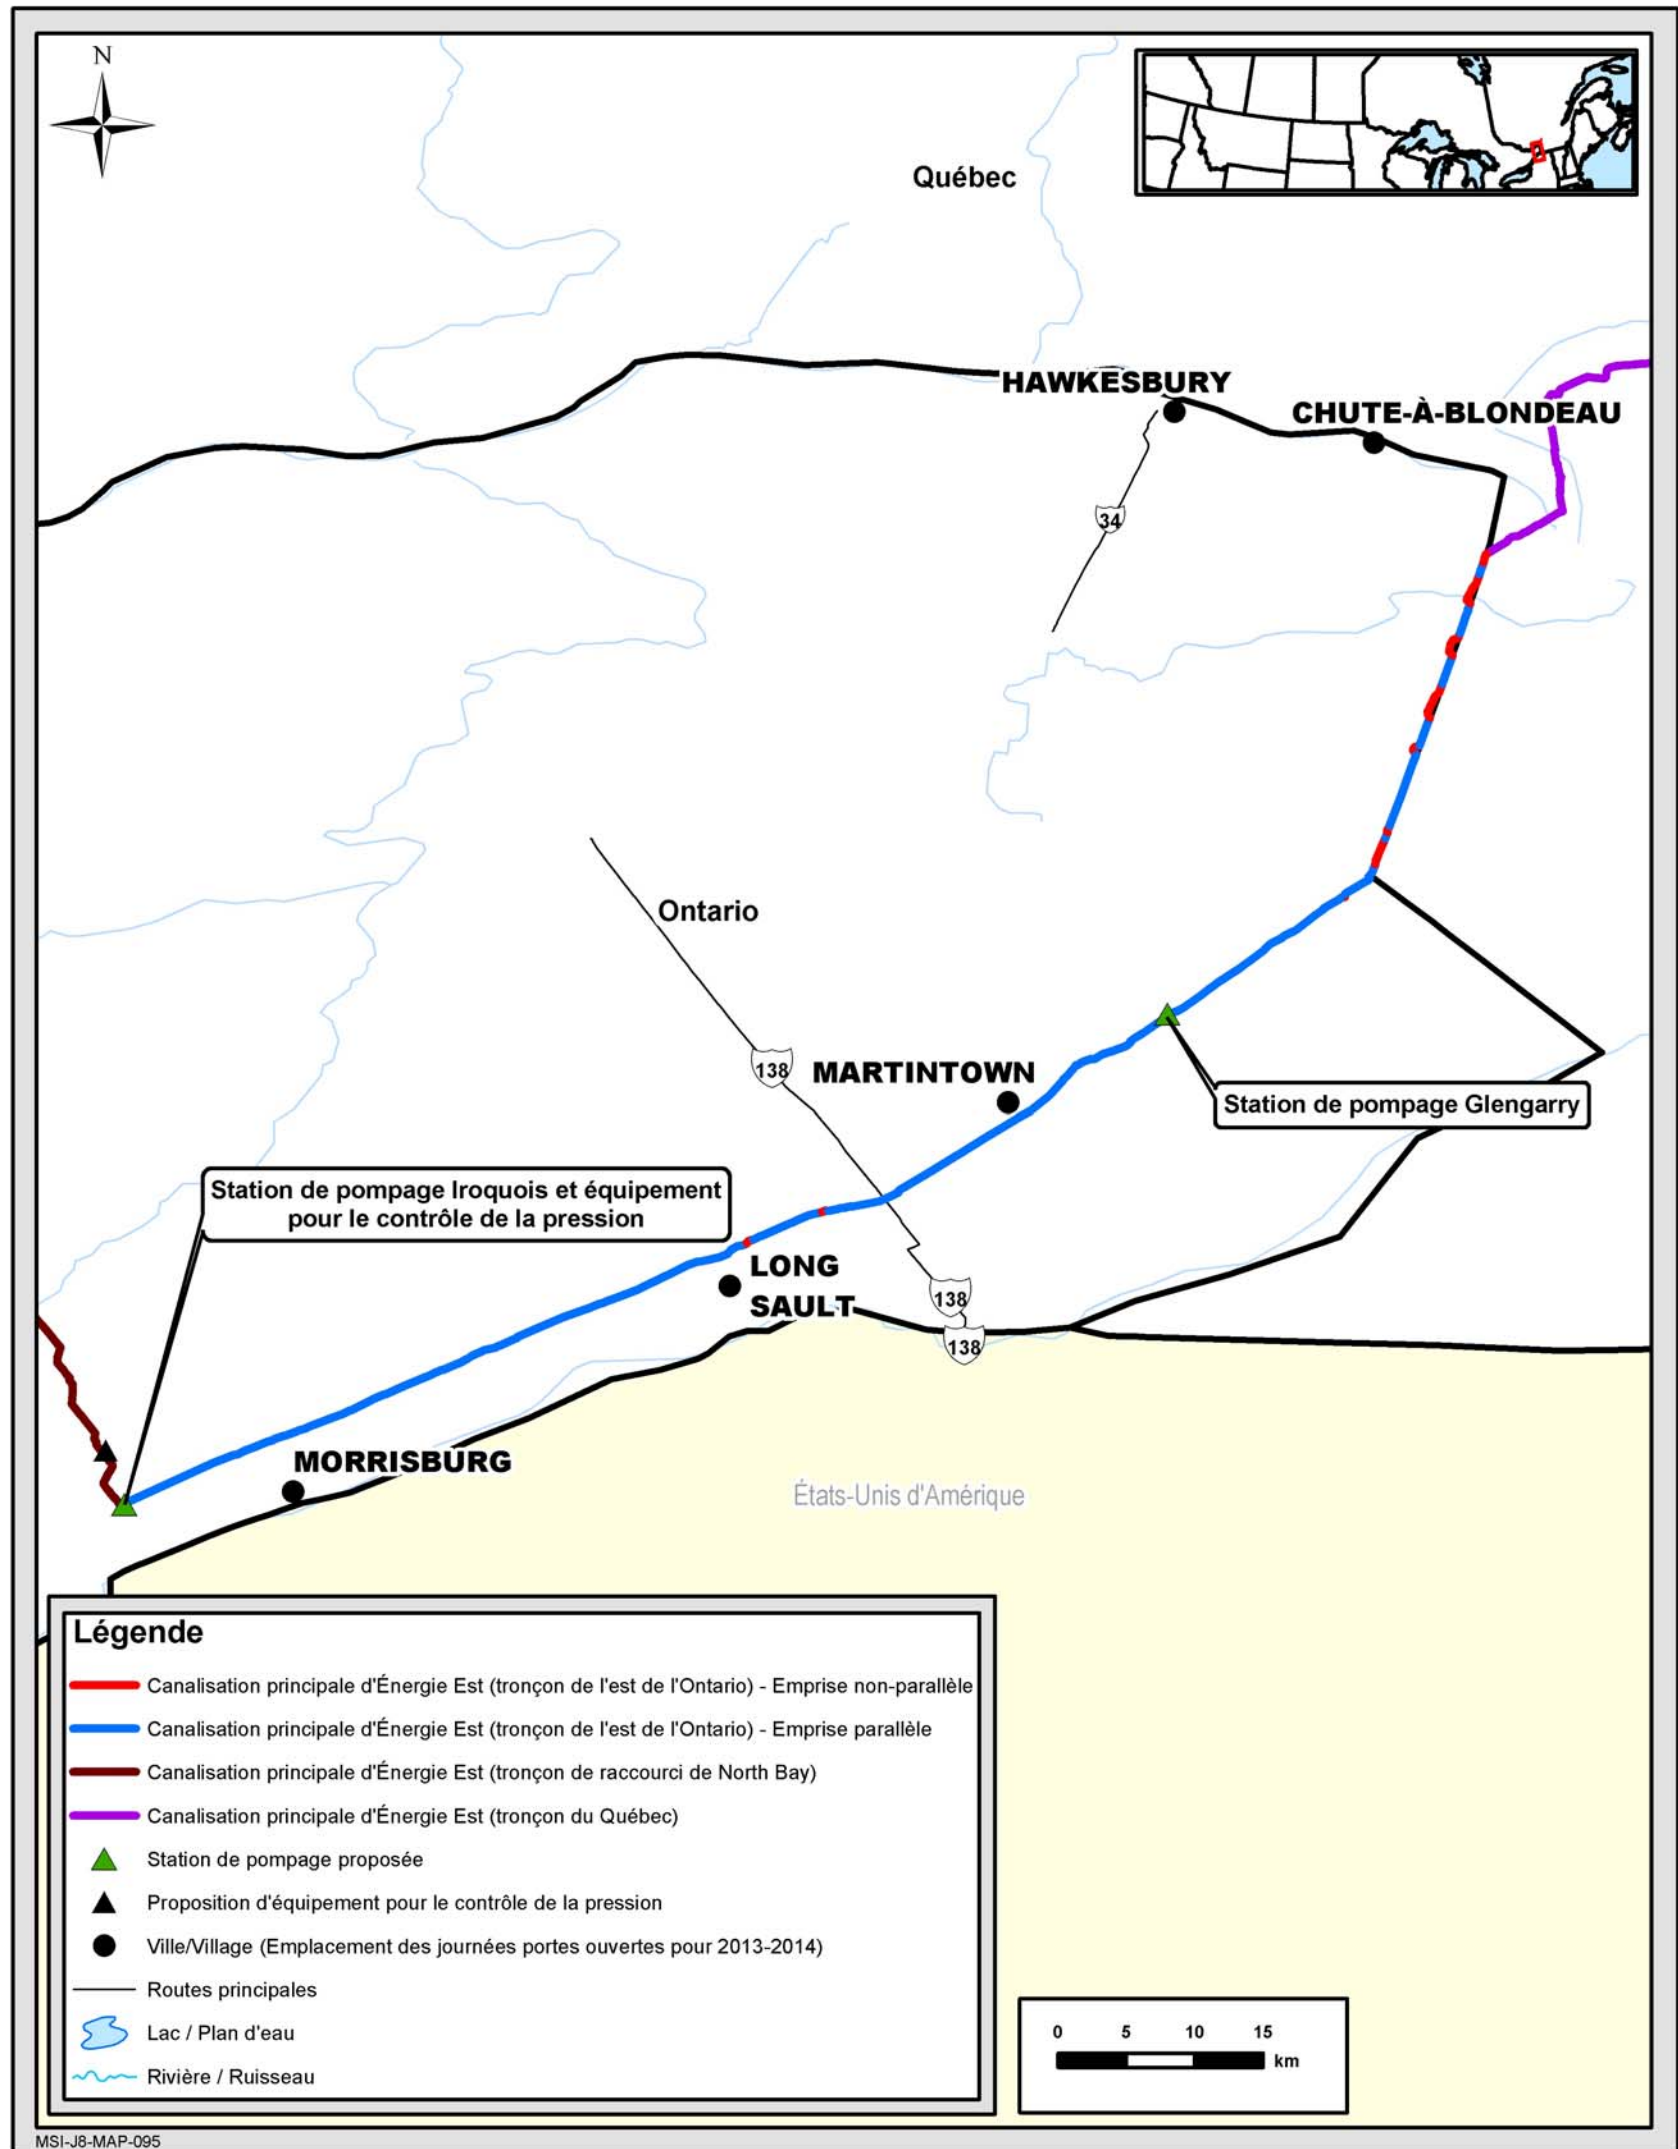 N
Québec
HAWKESBURY
CHUTE-À-BLONDEAU
34
Ontario
138
MARTINTOWN
Station de pompage Glengarry
Station de pompage Iroquois et équipement
pour le contrôle de la pression
LONG
SAULT
138
138
MORRISBURG
États-Unis d'Amérique
Légende
Canalisation principale d'Énergie Est (tronçon de l'est de l'Ontario) - Emprise non-parallèle
Canalisation principale d'Énergie Est (tronçon de l'est de l'Ontario) - Emprise parallèle
Canalisation principale d'Énergie Est (tronçon de raccourci de North Bay)
Canalisation principale d'Énergie Est (tronçon du Québec)
Station de pompage proposée
Proposition d'équipement pour le contrôle de la pression
Ville/Village (Emplacement des journées portes ouvertes pour 2013-2014)
Routes principales
Lac / Plan d'eau
Rivière / Ruisseau
0 5 10 15
km
MSI-J8-MAP-095